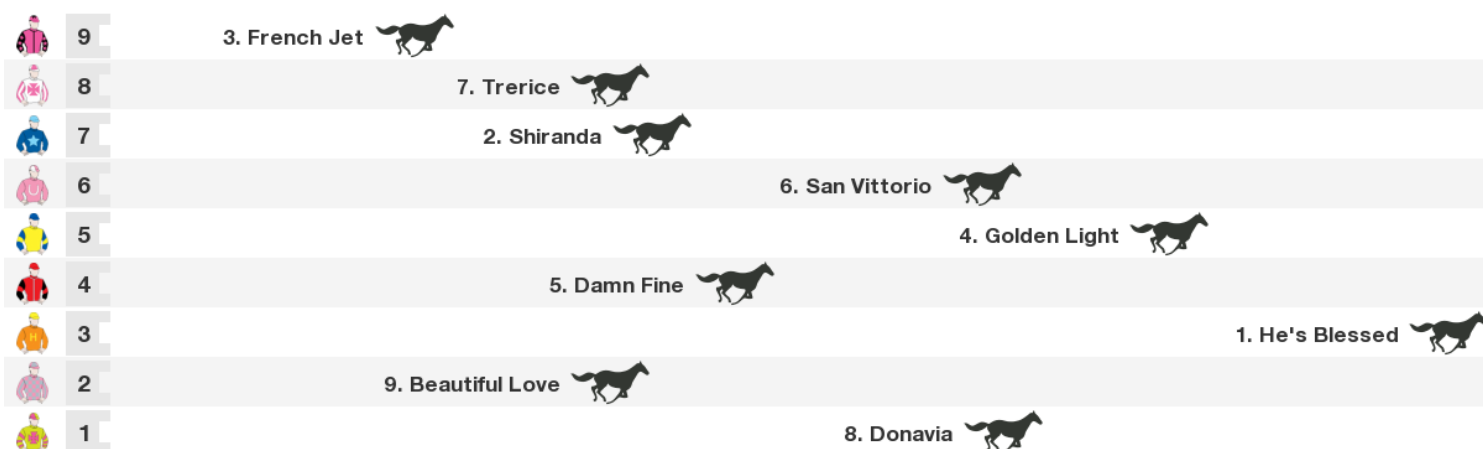 9 3. French Jet
8 7. Trerice
7 2. Shiranda
6 6. San Vittorio
5 4. Golden Light
4 5. Damn Fine
3 H 1. He's Blessed
2 9. Beautiful Love
1 8. Donavia